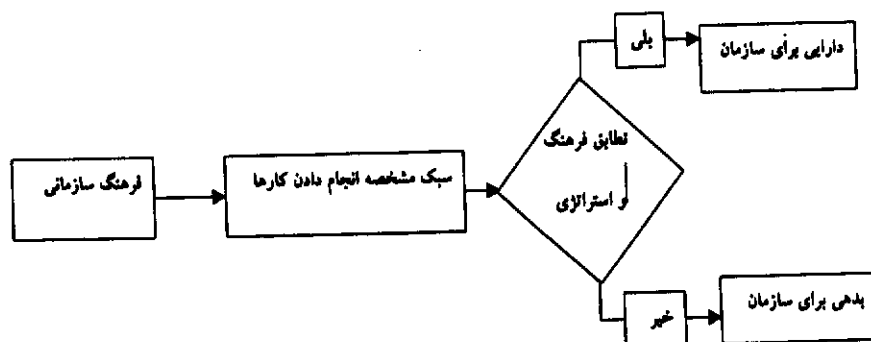 فرهنگ سازمانی
سبک مشخصه انجام دادن کارها
تطابق فرهنگ
و استراتژی
بلی
دارایی برای سازمان
خیر
بدهی برای سازمان